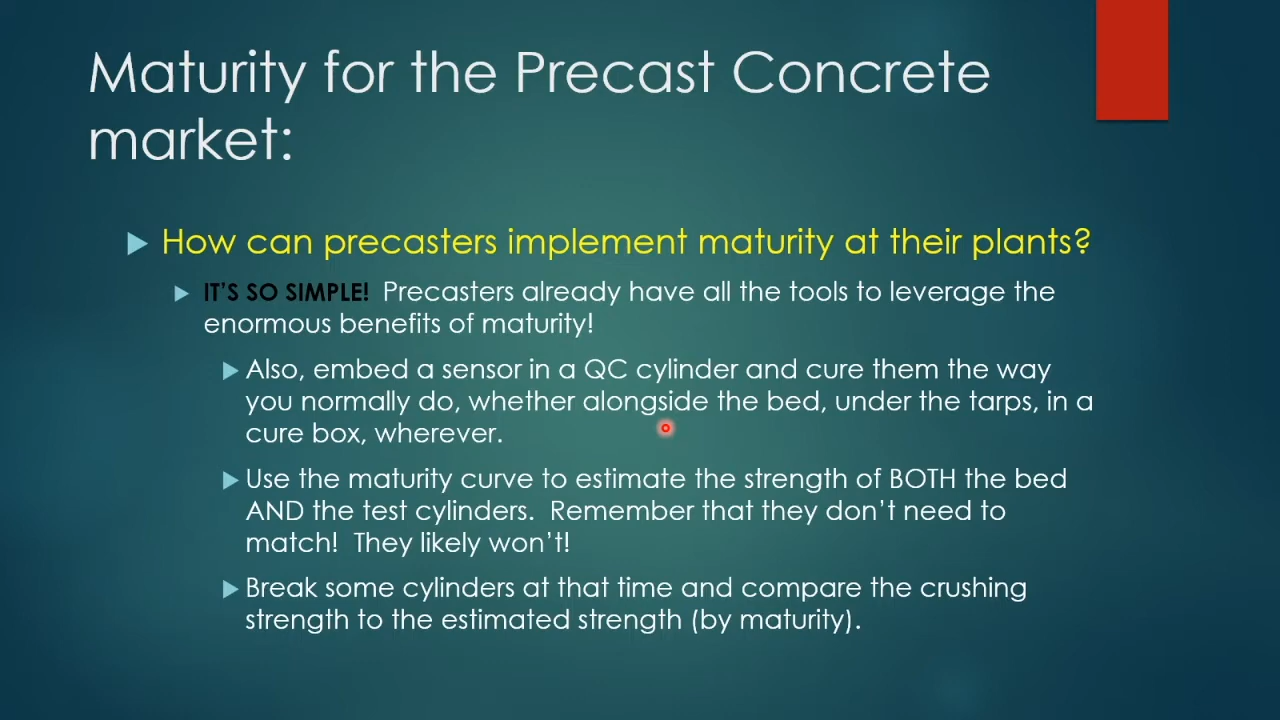 Maturity for the Precast Concrete
market:
How can precasters implement maturity at their plants?
IT'S SO SIMPLE! Precasters already have all the tools to leverage the
enormous benefits of maturity!
Also, embed a sensor in a QC cylinder and cure them the way
you normally do, whether alongside the bed, under the tarps, in a
cure box, wherever.
Use the maturity curve to estimate the strength of BOTH the bed
AND the test cylinders. Remember that they don't need to
match! They likely won't!
Break some cylinders at that time and compare the crushing
strength to the estimated strength (by maturity).